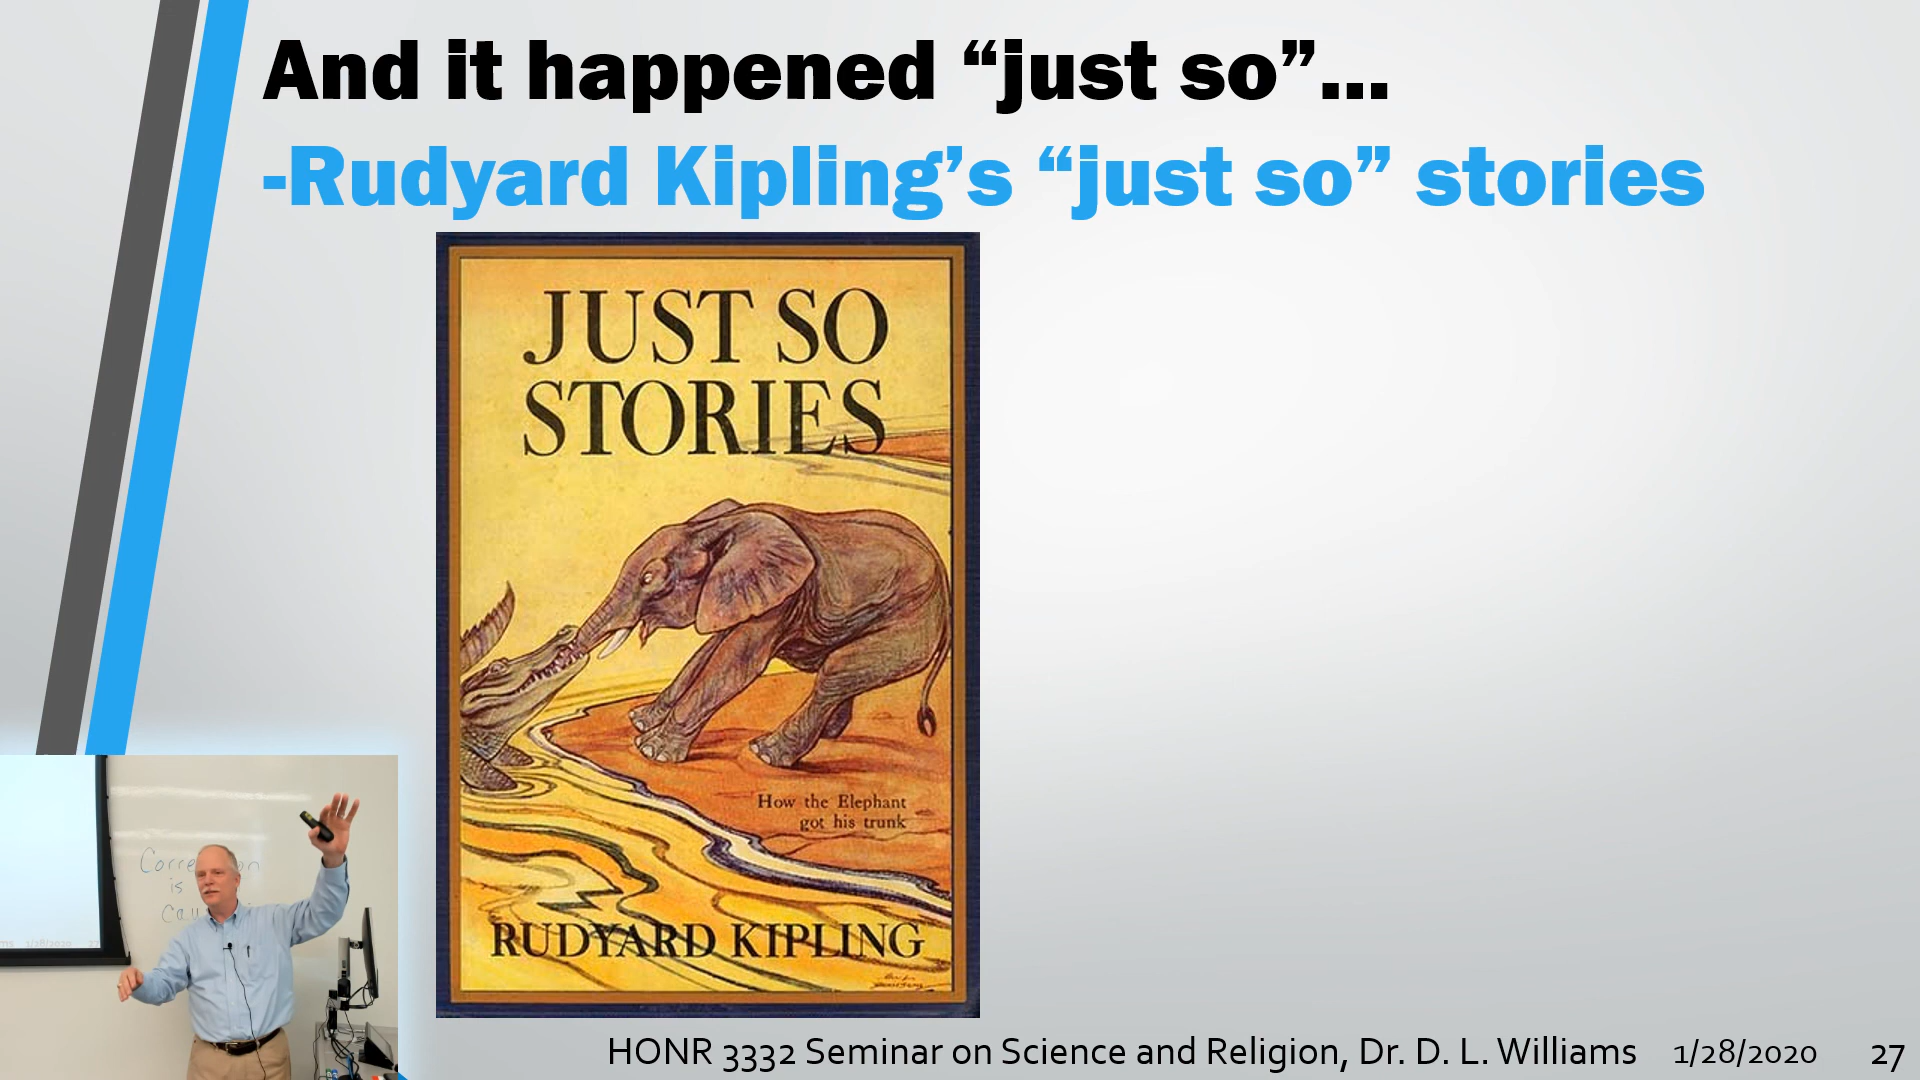 And it happened “just so”...
-Rudyard Kipling’s “just so” stories
JUST SO
STORIES
How the Elephant
got his trunk
RUDYARD KIPLING
is
HONR 3332 Seminar on Science and Religion, Dr. D. L. Williams 1/28/2020 27